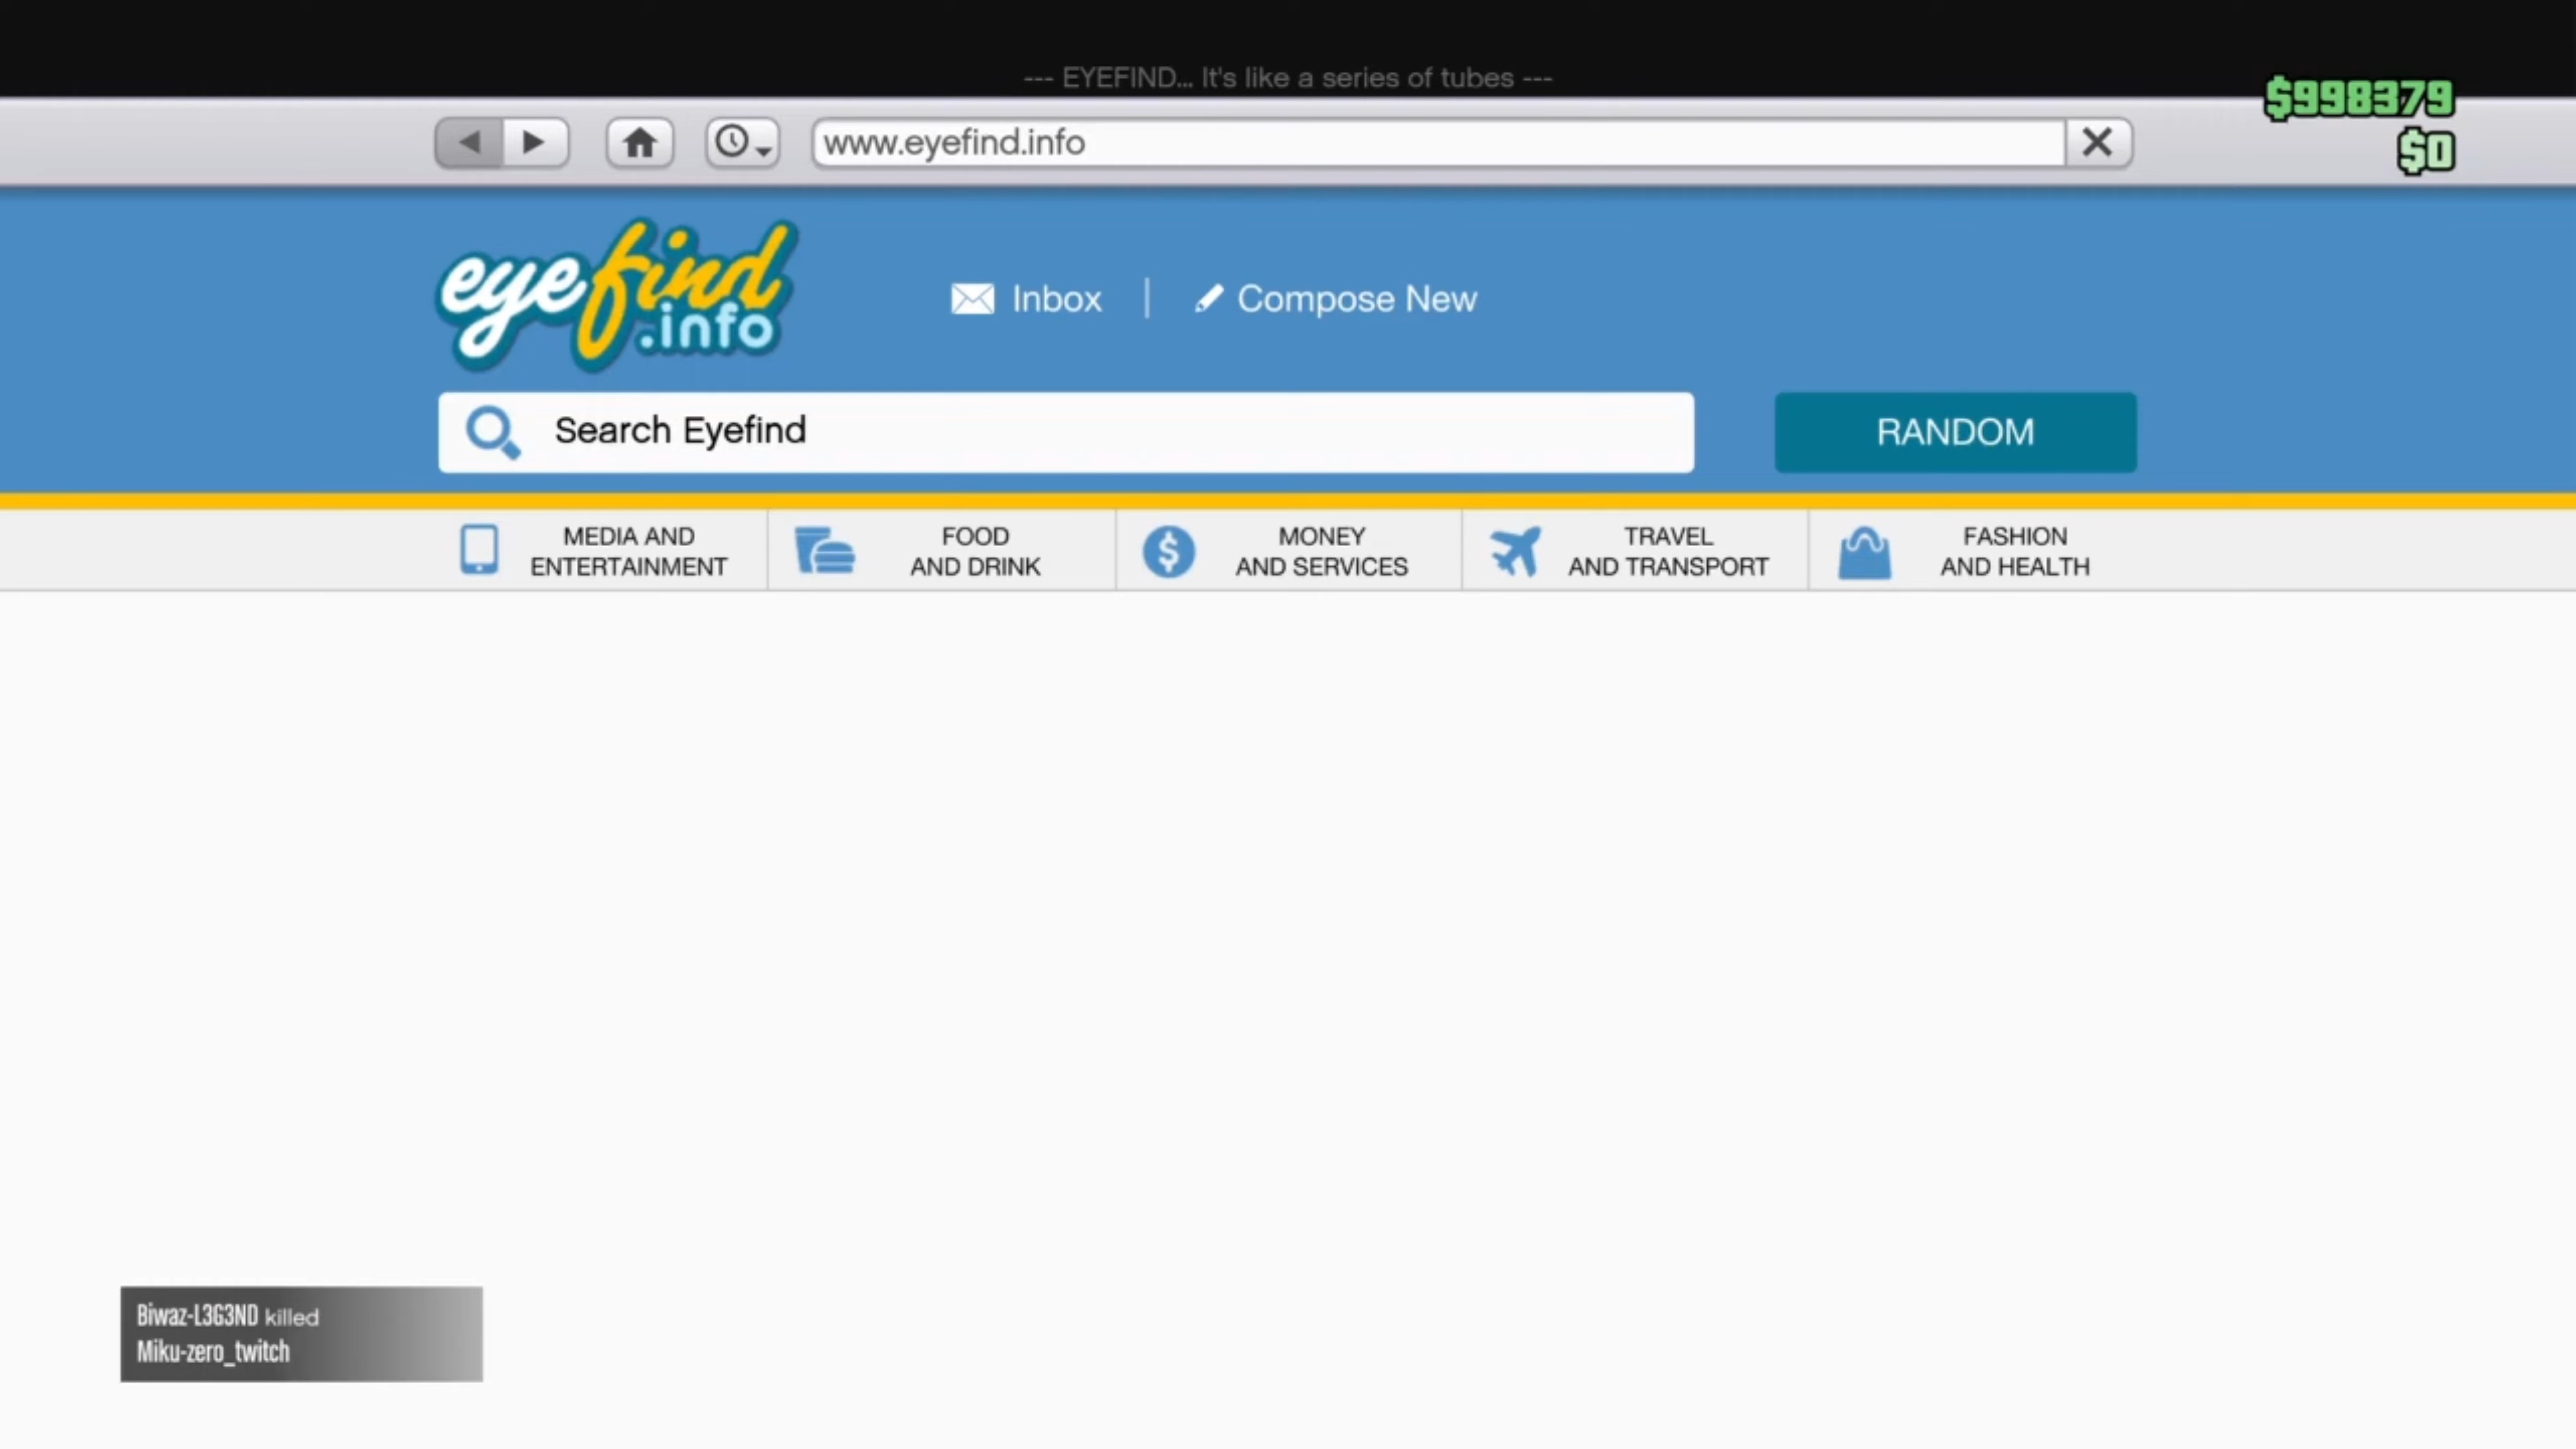 --- EYEFIND... It's like a series of tubes ---
$998379
www.eyefind.info
$0
eyefind
.info
Inbox | Compose New
Search Eyefind
RANDOM
MEDIA AND
ENTERTAINMENT
FOOD
AND DRINK
MONEY
AND SERVICES
TRAVEL
AND TRANSPORT
FASHION
AND HEALTH
Biwaz-L3G3ND killed
Miku-zero_twitch